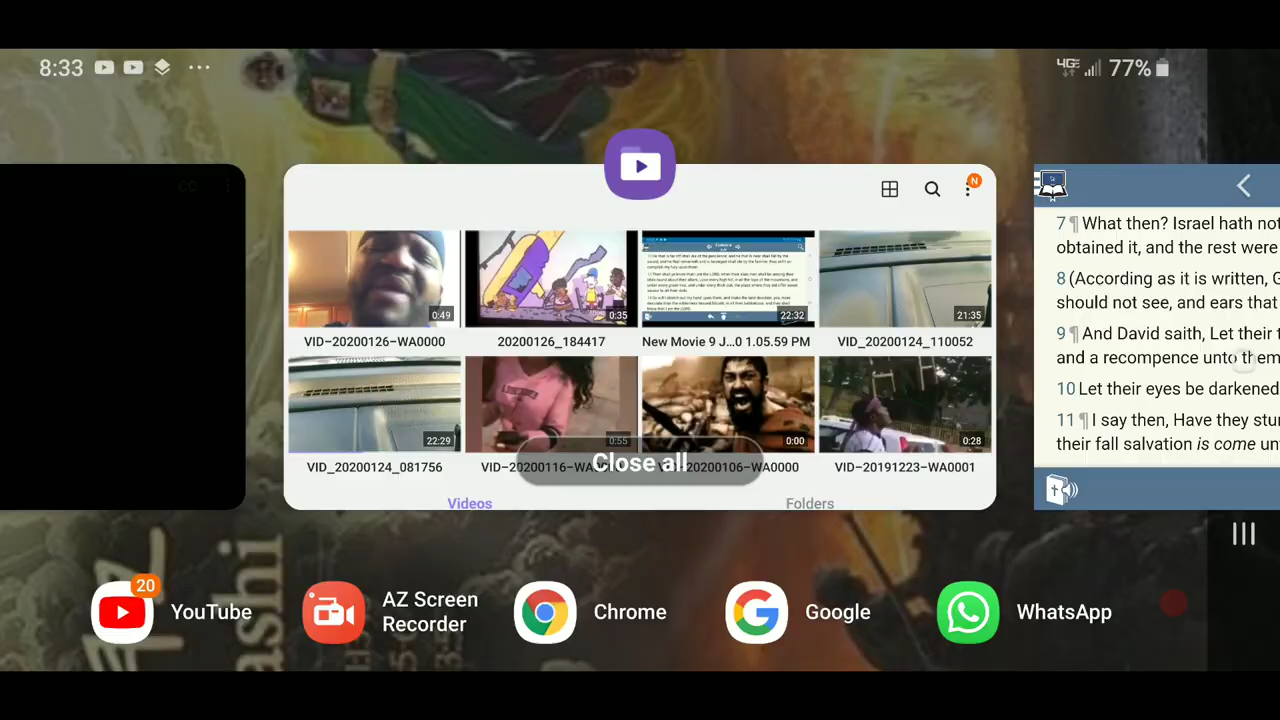 8:33
4GE 77%
CC
N
0:49
0:35
22:32
21:35
VID-20200126-WA0000
20200126_184417
New Movie 9 J...0 1.05.59 PM
VID_20200124_110052
22:29
0:55
0:00
0:28
VID_20200124_081756
VID-20200116-WA
VID-20200106-WA0000
VID-20191223-WA0001
Close all
Videos
Folders
7 ¶ What then? Israel hath not
obtained it, and the rest were
8 (According as it is written,
should not see, and ears that
9 ¶ And David saith, Let their
and a recompence unto them
10 Let their eyes be darkened
11 ¶ I say then, Have they stu
their fall salvation is come un
ashi
20
YouTube
AZ Screen
Recorder
Chrome
Google
WhatsApp